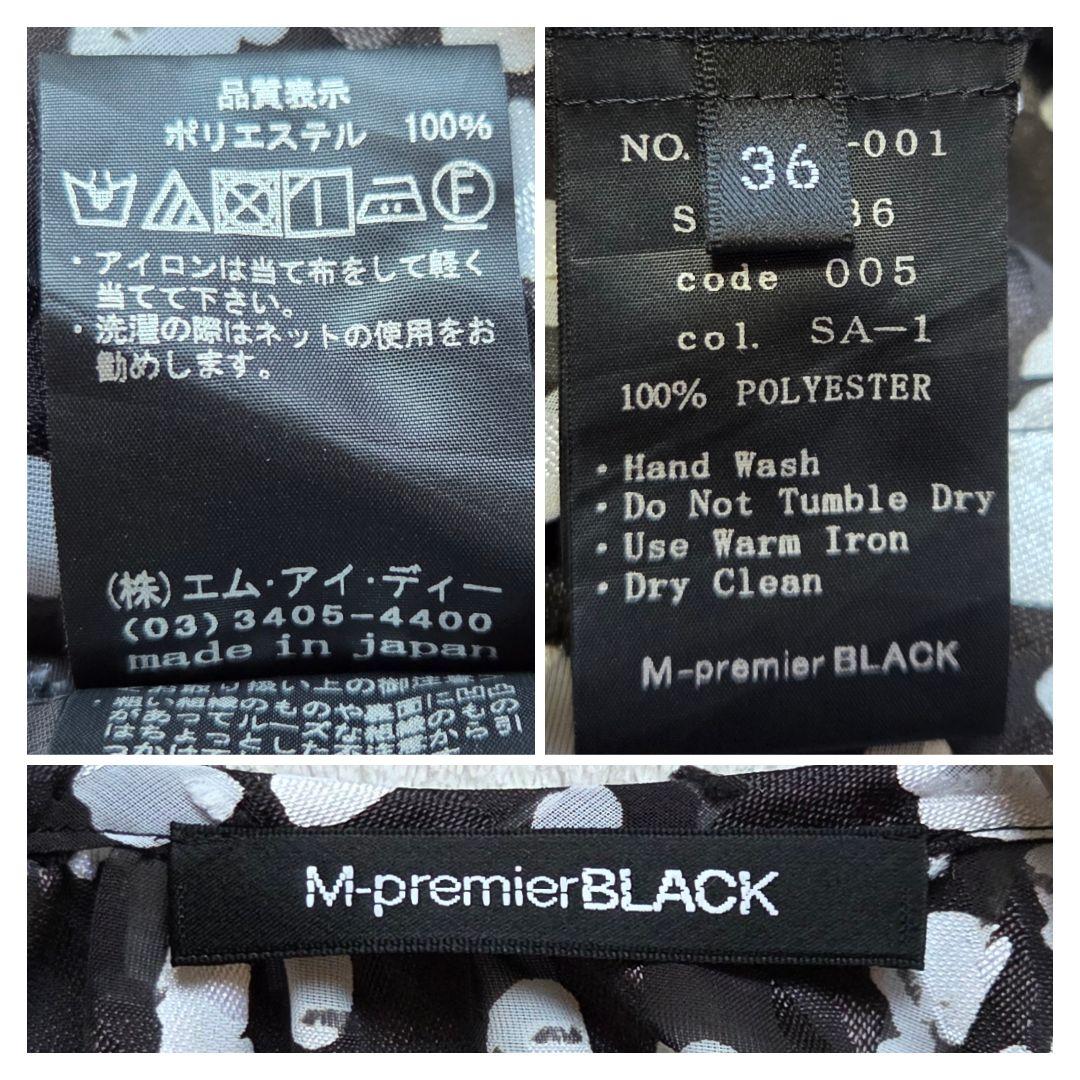 品質表示
ポリエステル 100%
F
・アイロンは当て布をして軽く
当てて下さい。
・洗濯の際はネットの使用をお
勧めします。
(株)エム・アイ・ディー
(03)3405-4400
made in japan
NO. -001
36
S 36
code 005
col. SA-1
100% POLYESTER
・Hand Wash
・Do Not Tumble Dry
・Use Warm Iron
・Dry Clean
M-premier BLACK
M-premierBLACK